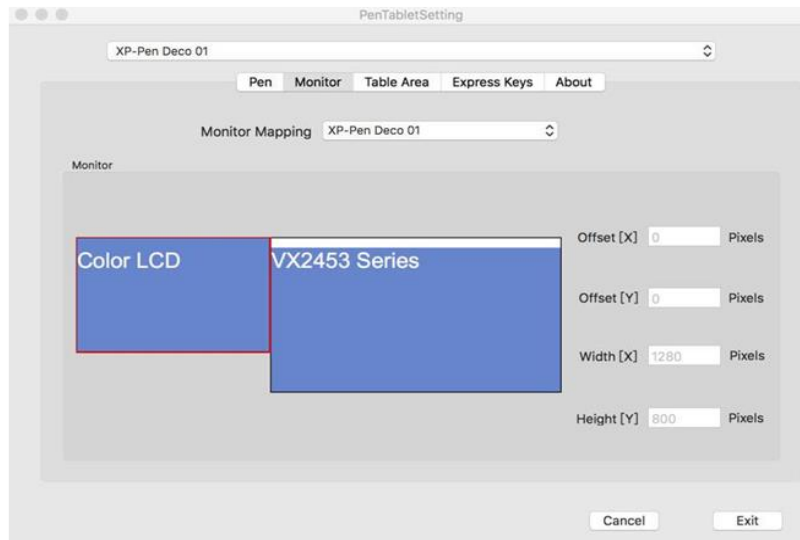 PenTabletSetting
XP-Pen Deco 01
Pen Monitor Table Area Express Keys About
Monitor Mapping XP-Pen Deco 01
Monitor
Color LCD VX2453 Series
Offset [X] 0 Pixels
Offset [Y] 0 Pixels
Width [X] 1280 Pixels
Height [Y] 800 Pixels
Cancel Exit